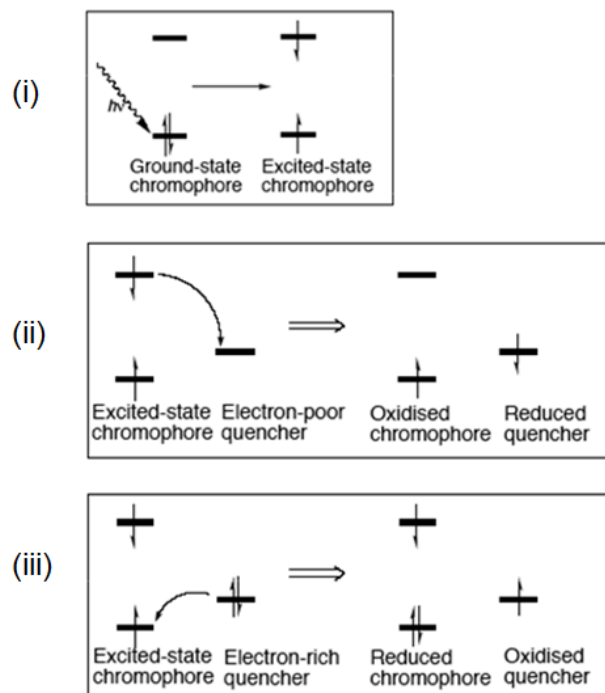 (i)
hν
Ground-state Excited-state
chromophore chromophore
(ii)
Excited-state Electron-poor Oxidised Reduced
chromophore quencher chromophore quencher
(iii)
Excited-state Electron-rich Reduced Oxidised
chromophore quencher chromophore quencher